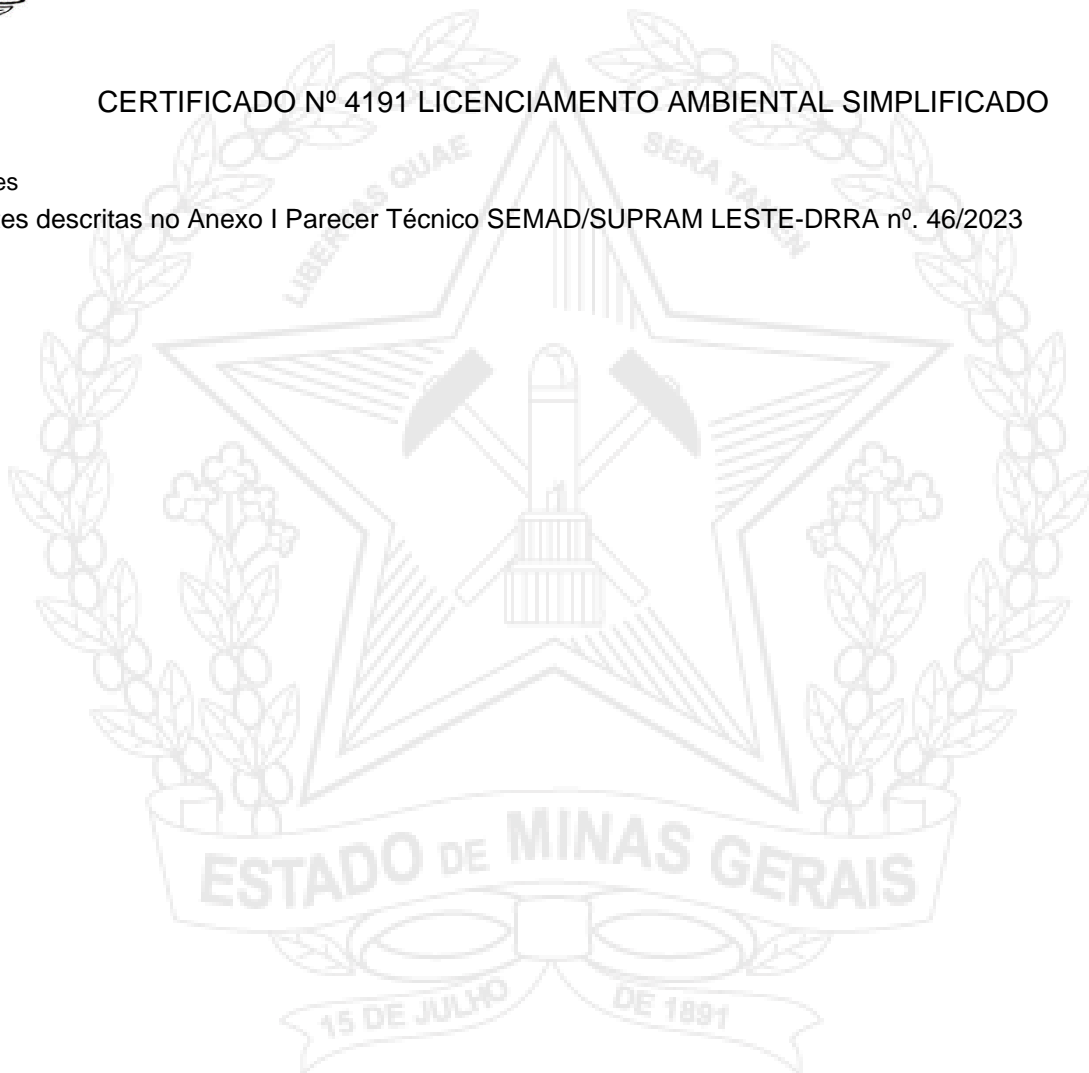 CERTIFICADO Nº 4191 LICENCIAMENTO AMBIENTAL SIMPLIFICADO
es
es descritas no Anexo I Parecer Técnico SEMAD/SUPRAM LESTE-DRRA nº. 46/2023
LIBERTAS QUAE SERA TAMEN
ESTADO DE MINAS GERAIS
15 DE JULHO DE 1891